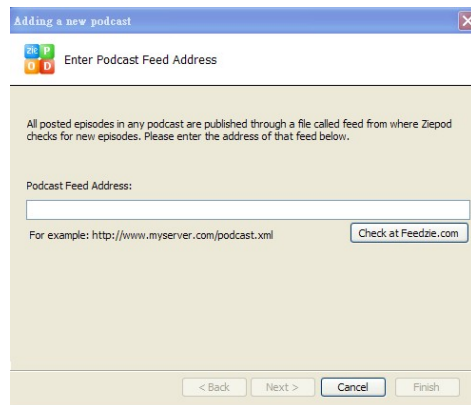 Adding a new podcast
zie P
O D
Enter Podcast Feed Address
All posted episodes in any podcast are published through a file called feed from where Ziepod
checks for new episodes. Please enter the address of that feed below.
Podcast Feed Address:
For example: http://www.myserver.com/podcast.xml
Check at Feedzie.com
< Back Next > Cancel Finish